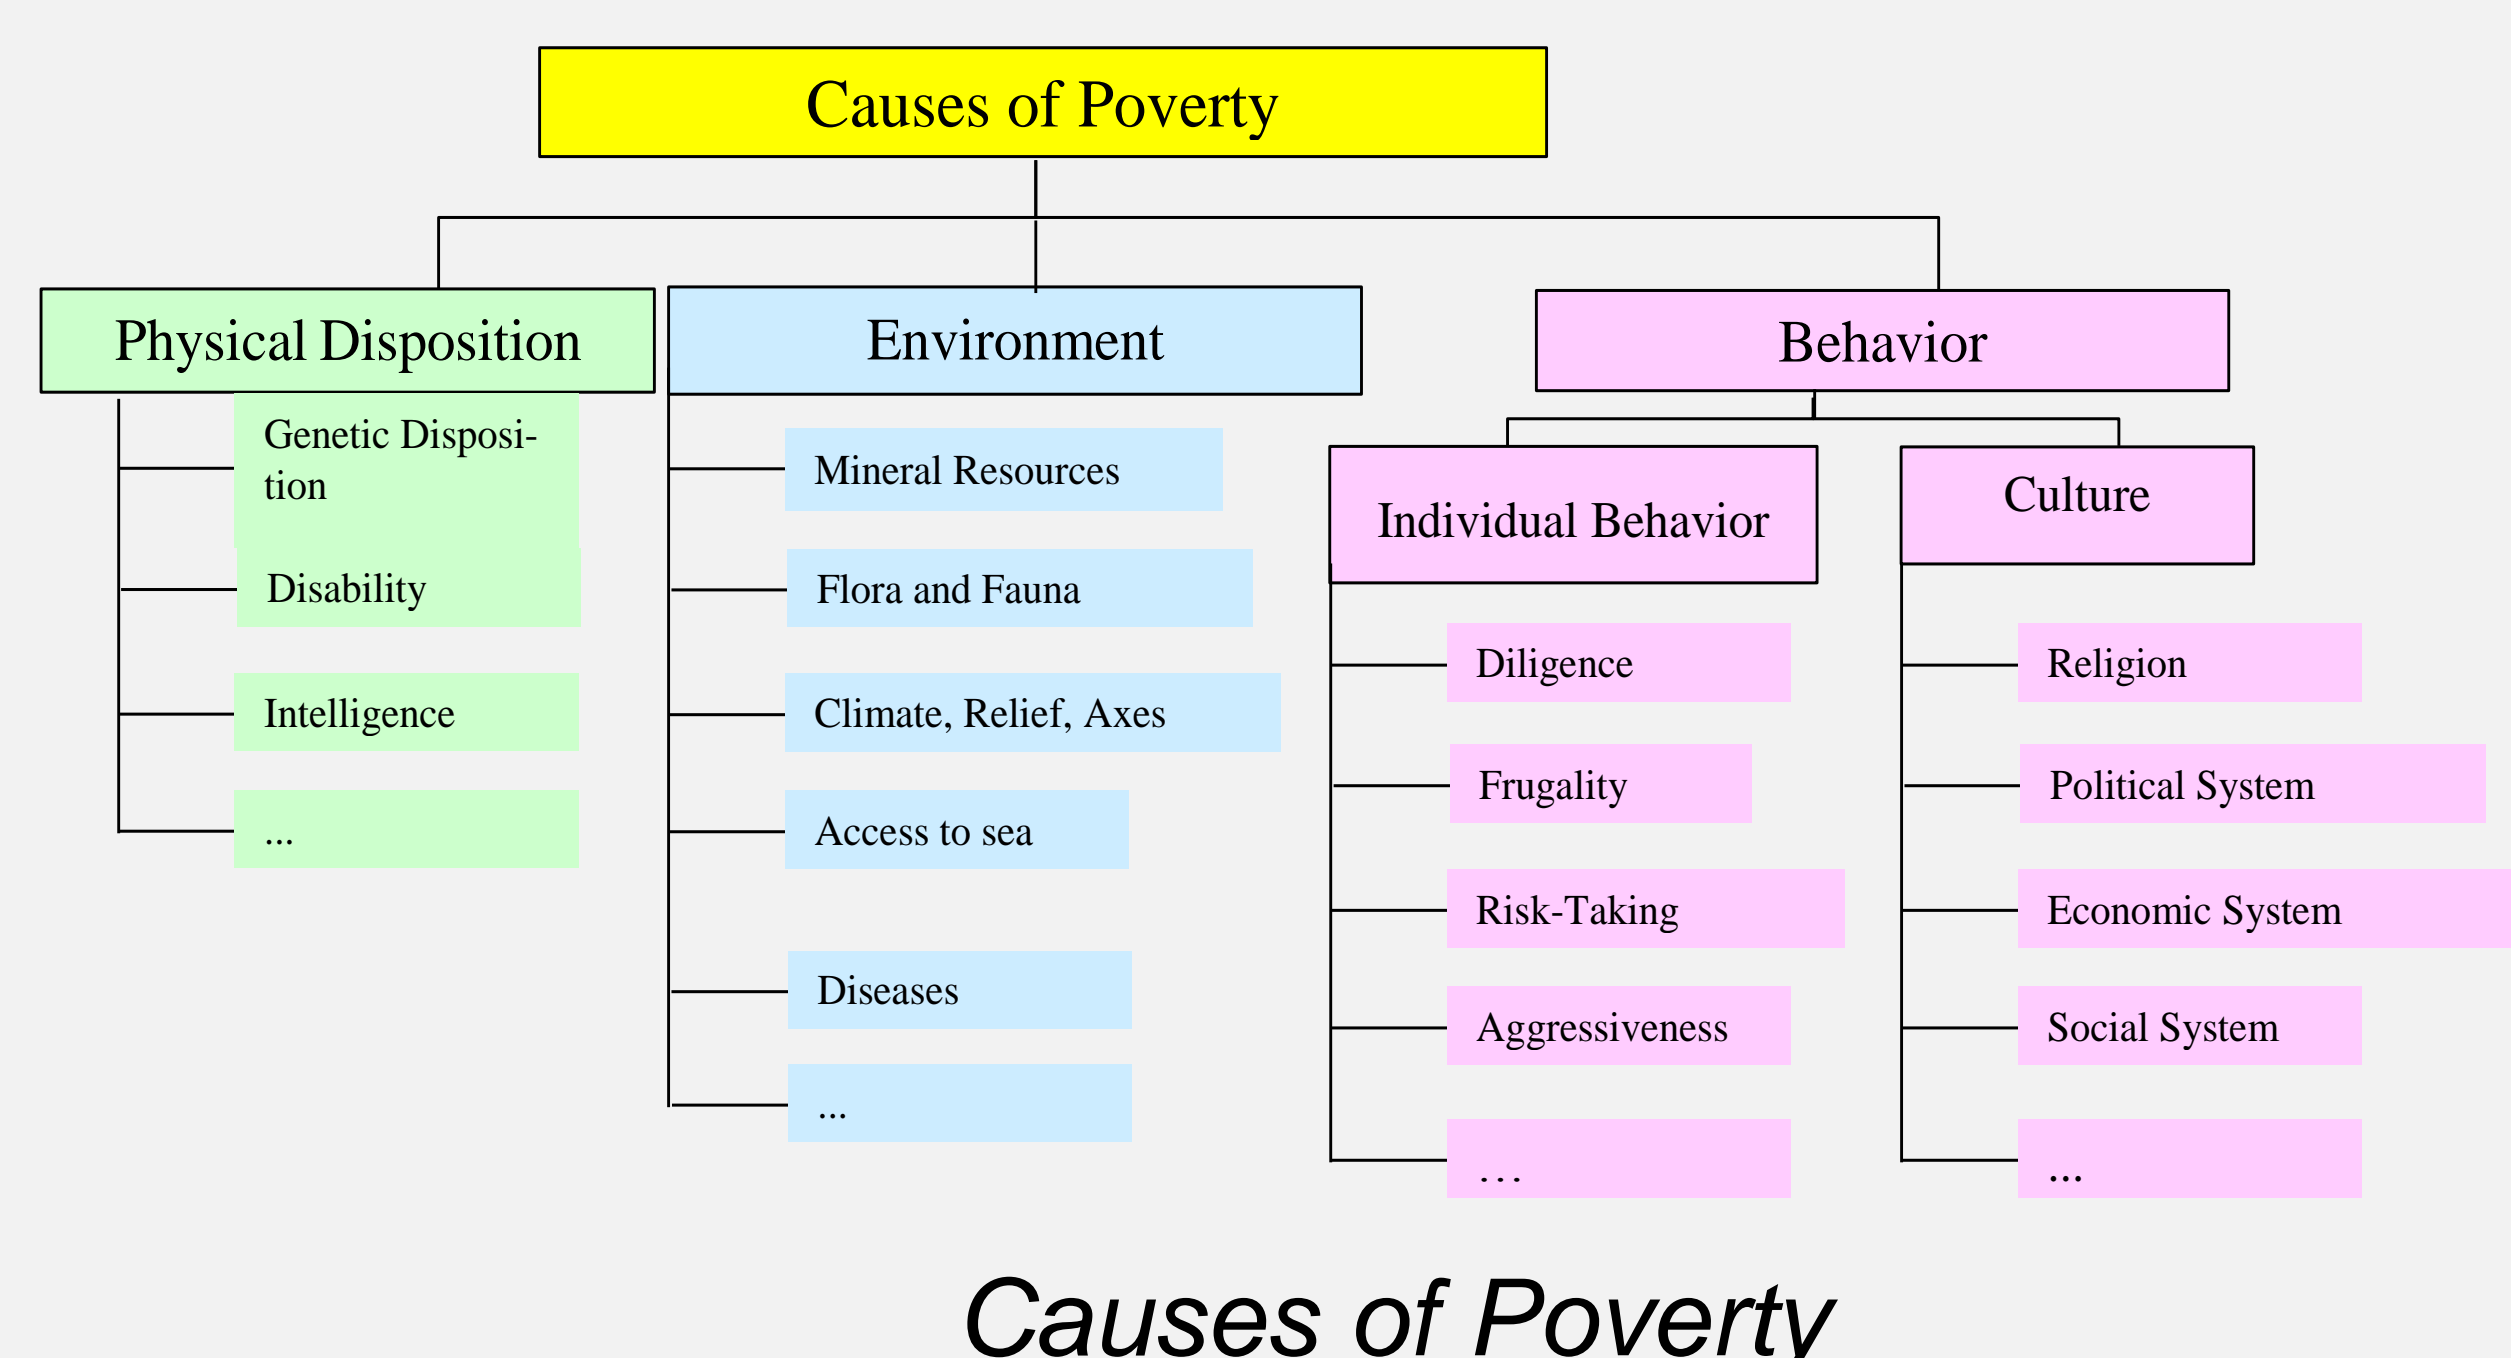 Causes of Poverty
Physical Disposition
Genetic Disposi-
tion
Disability
Intelligence
...
Environment
Mineral Resources
Flora and Fauna
Climate, Relief, Axes
Access to sea
Diseases
...
Behavior
Individual Behavior
Diligence
Frugality
Risk-Taking
Aggressiveness
...
Culture
Religion
Political System
Economic System
Social System
...
Causes of Poverty